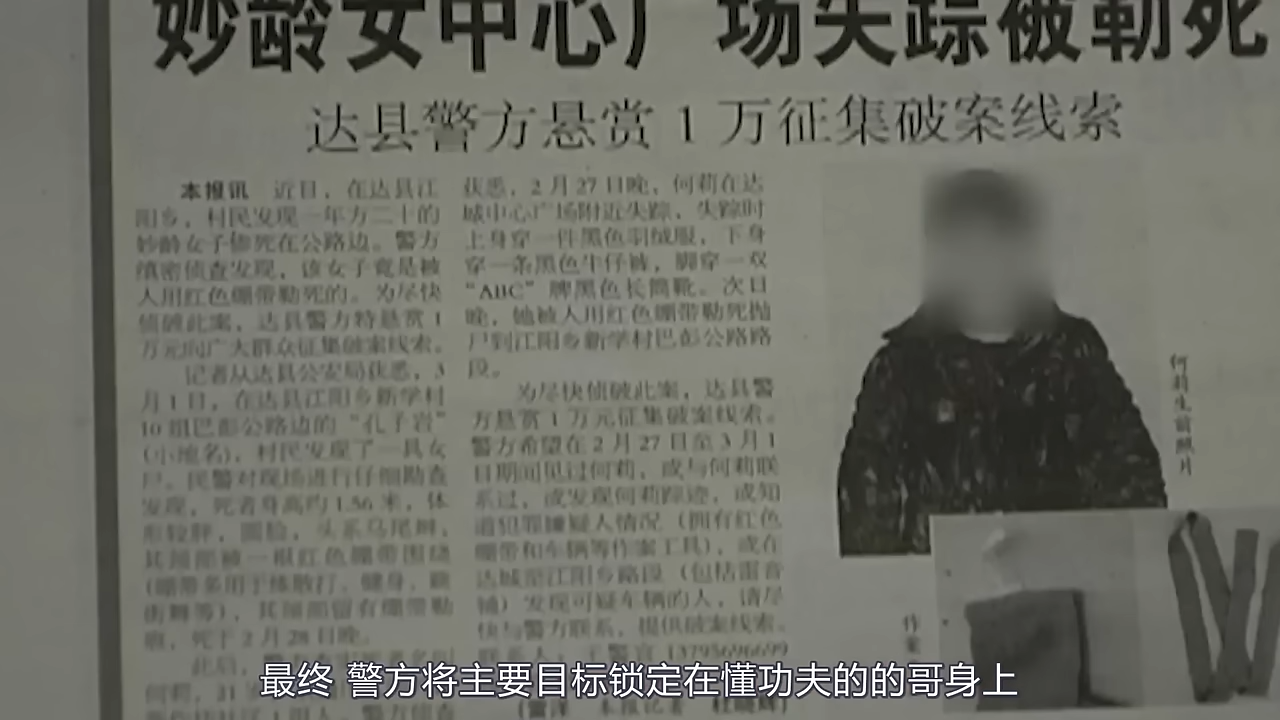 妙龄女中心广场失踪被勒死
达县警方悬赏1万征集破案线索
本报讯 近日，在达县江
阳乡，村民发现一年方二十的
妙龄女子惨死在公路边。警方
缜密侦查发现，该女子竟是被
人用红色绷带勒死的。为尽快
侦破此案，达县警方特悬赏1
万元向广大群众征集破案线索。
记者从达县公安局获悉，3
月1日，在达县江阳乡新学村
10组巴彭公路边的“孔子岩”
(小地名)，村民发现了一具女
尸。民警对现场进行仔细勘查
发现，死者身高约1.56米，体
形较胖，圆脸，头系马尾辫，
其颈部被一根红色绷带围绕
(绷带多用于练散打、健身、跳
街舞等)，其颈部留有绷带勒
痕，死于2月28日晚。
此后，
何莉，21岁，
获悉，2月27日晚，何莉在达
城中心广场附近失踪，失踪时
上身穿一件黑色羽绒服，下身
穿一条黑色牛仔裤，脚穿一双
“ABC”牌黑色长筒靴。次日
晚，她被人用红色绷带勒死抛
尸到江阳乡新学村巴彭公路路
段。
为尽快侦破此案，达县警
方悬赏1万元征集破案线索。
警方希望在2月27日至3月1
日期间见过何莉，或与何莉联
系过，或发现何莉踪迹，或知
道犯罪嫌疑人情况（拥有红色
绷带和车辆等作案工具)，或在
达城至江阳乡路段（包括雷音
铺）发现可疑车辆的人，请尽
快与警方联系，提供破案线索。
联系人：王警官 13795696699
本报记者
何莉生前照片
作案
最终 警方将主要目标锁定在懂功夫的的哥身上